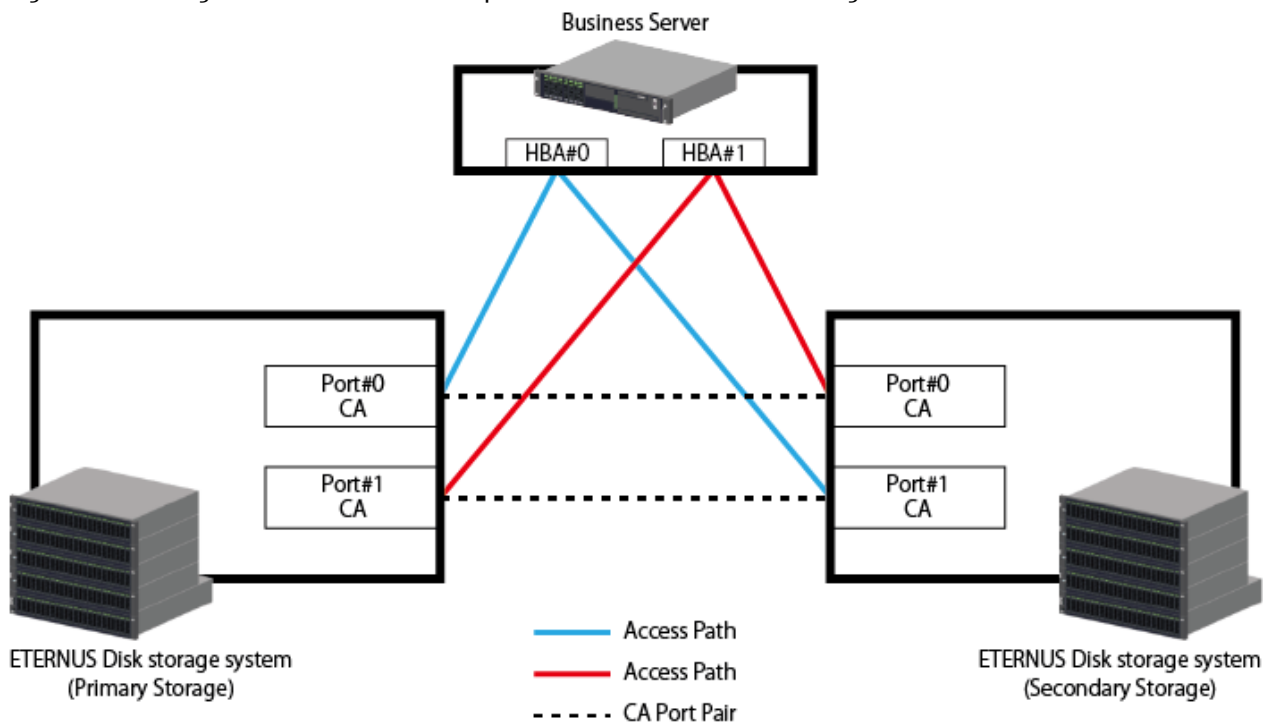 Business Server
HBA#0 HBA#1
Port#0
CA
Port#0
CA
Port#1
CA
Port#1
CA
ETERNUS Disk storage system
(Primary Storage)
ETERNUS Disk storage system
(Secondary Storage)
Access Path
Access Path
CA Port Pair